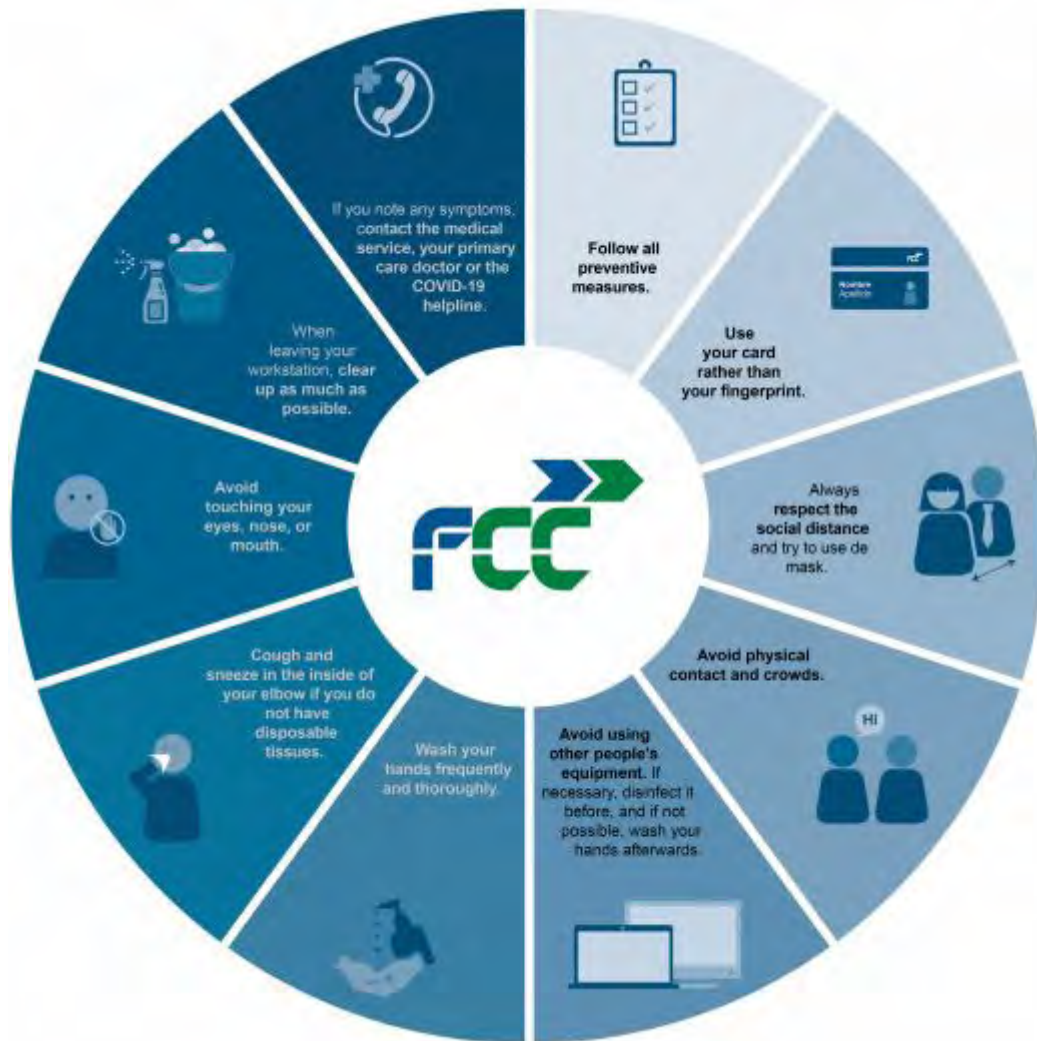 Follow all
preventive
measures.
Nombre
Apellido
Use
your card
rather than
your fingerprint.
Always
respect the
social distance
and try to use de
mask.
Avoid physical
contact and crowds.
HI
Avoid using
other people's
equipment. If
necessary, disinfect it
before, and if not
possible, wash your
hands afterwards.
Wash your
hands frequently
and thoroughly.
Cough and
sneeze in the inside of
your elbow if you do
not have
disposable
tissues.
Avoid
touching your
eyes, nose, or
mouth.
When
leaving your
workstation, clear
up as much as
possible.
If you note any symptoms,
contact the medical
service, your primary
care doctor or the
COVID-19
helpline.
FCC